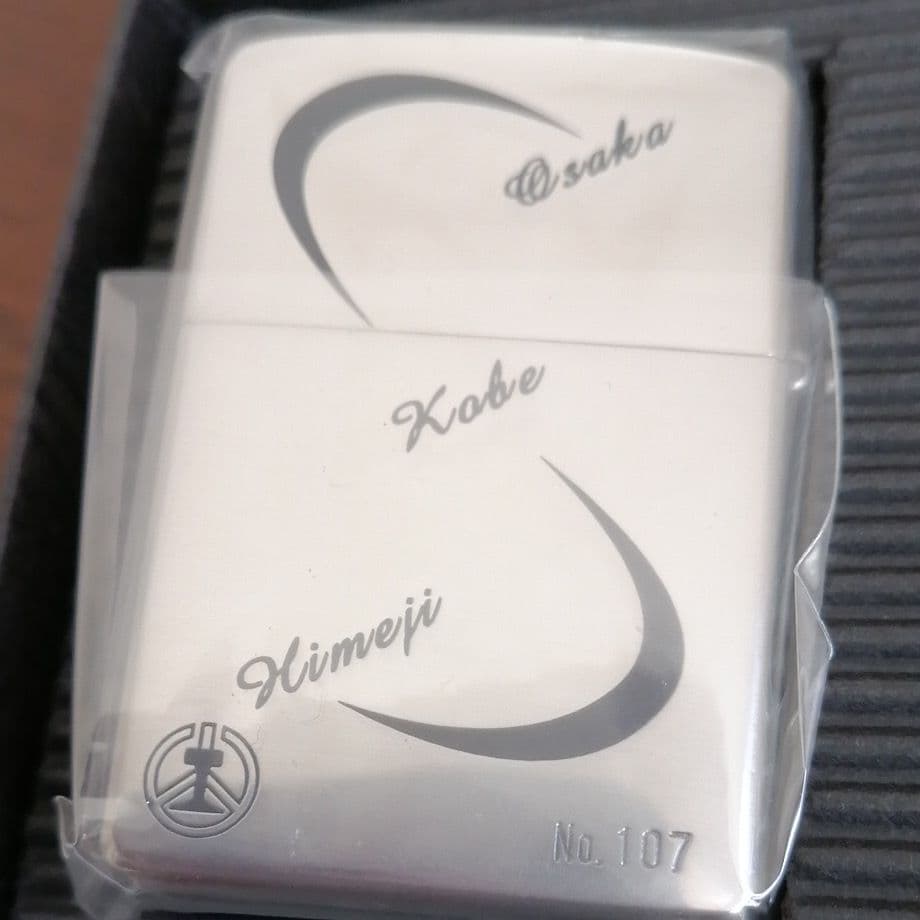 Osaka
Kobe
Himeji
No. 107